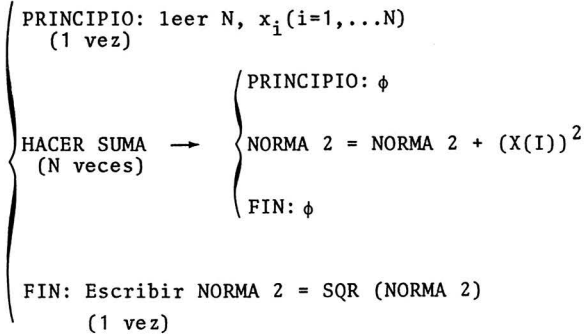 PRINCIPIO: leer N, xi(i=1,...N)
(1 vez)
PRINCIPIO: ϕ
HACER SUMA → NORMA 2 = NORMA 2 + (X(I))²
(N veces)
FIN: ϕ
FIN: Escribir NORMA 2 = SQR (NORMA 2)
(1 vez)